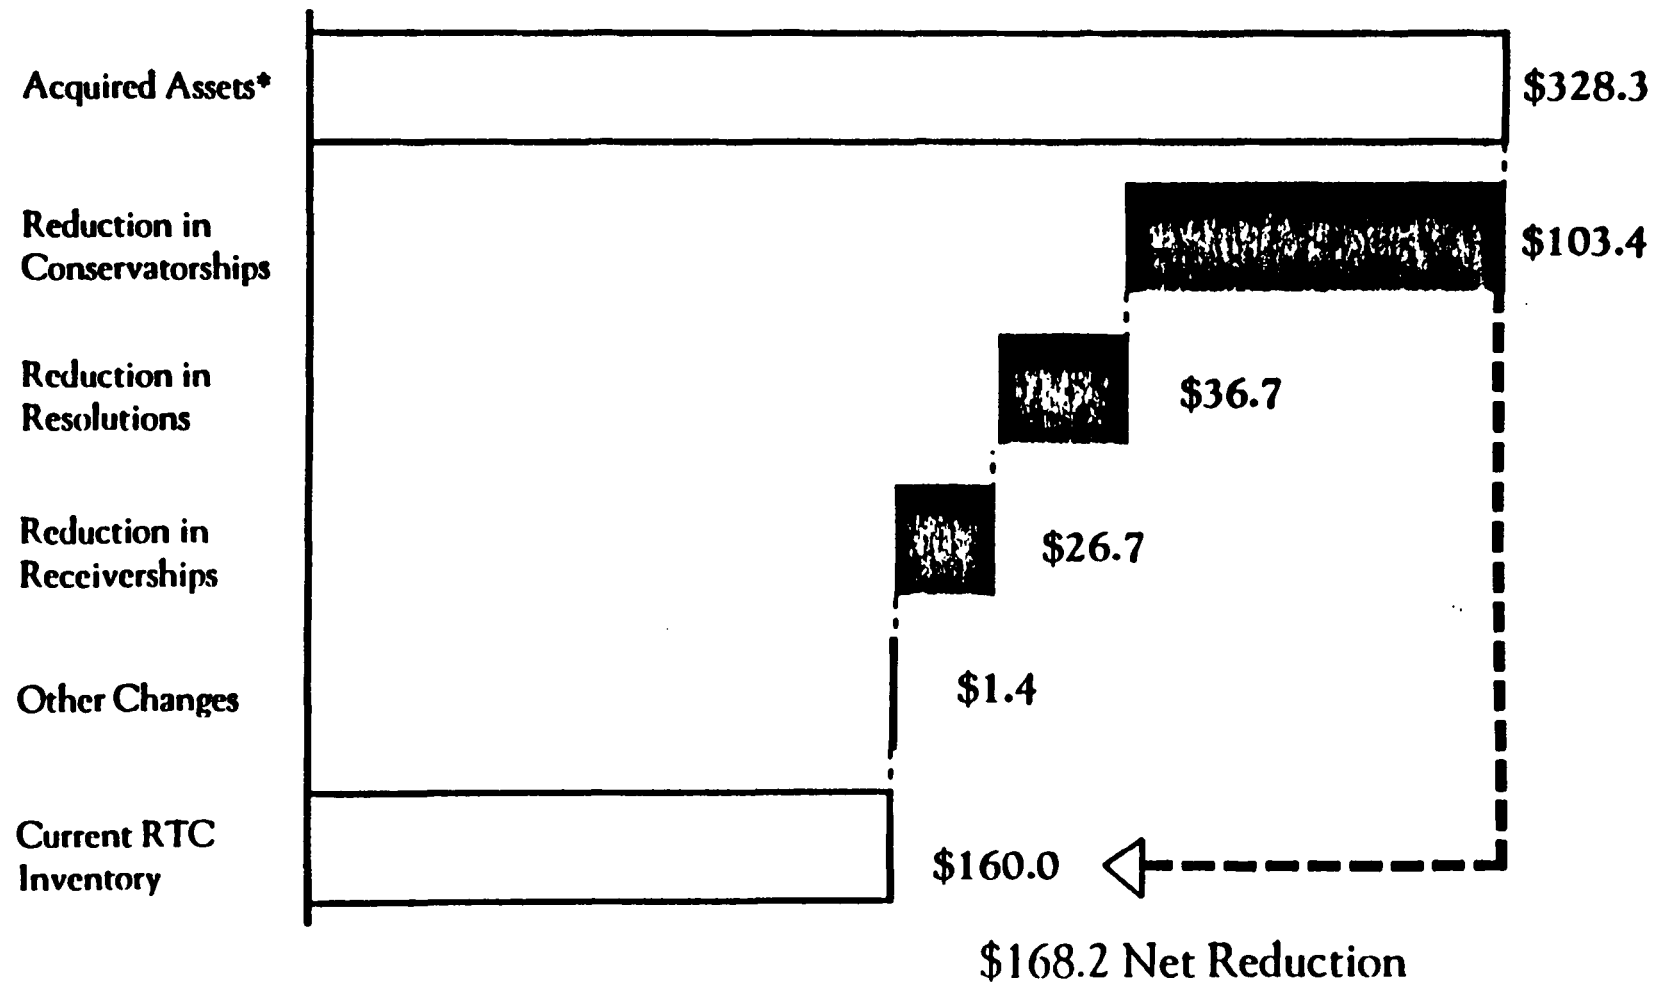 Acquired Assets*
$328.3
Reduction in
Conservatorships
$103.4
Reduction in
Resolutions
$36.7
Reduction in
Receiverships
$26.7
Other Changes
$1.4
Current RTC
Inventory
$160.0
$168.2 Net Reduction